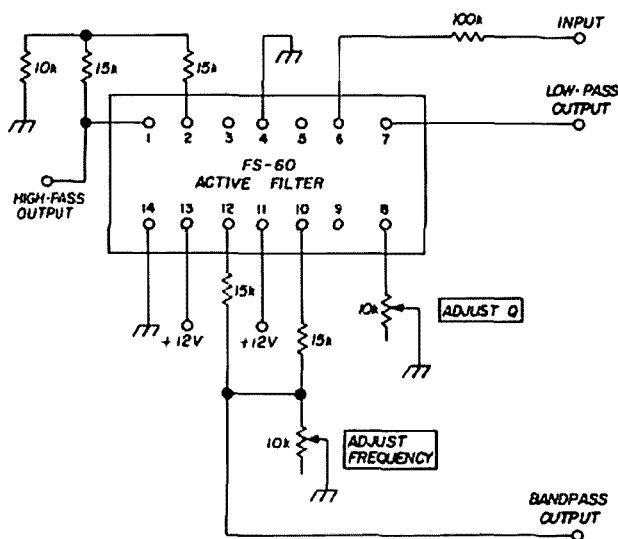 100k
INPUT
10k
15k
15k
LOW-PASS
OUTPUT
1
2
3
4
5
6
7
FS-60
ACTIVE FILTER
HIGH-PASS
OUTPUT
14
13
12
11
10
9
8
15k
+12V
+12V
15k
10k
ADJUST Q
10k
ADJUST
FREQUENCY
BANDPASS
OUTPUT